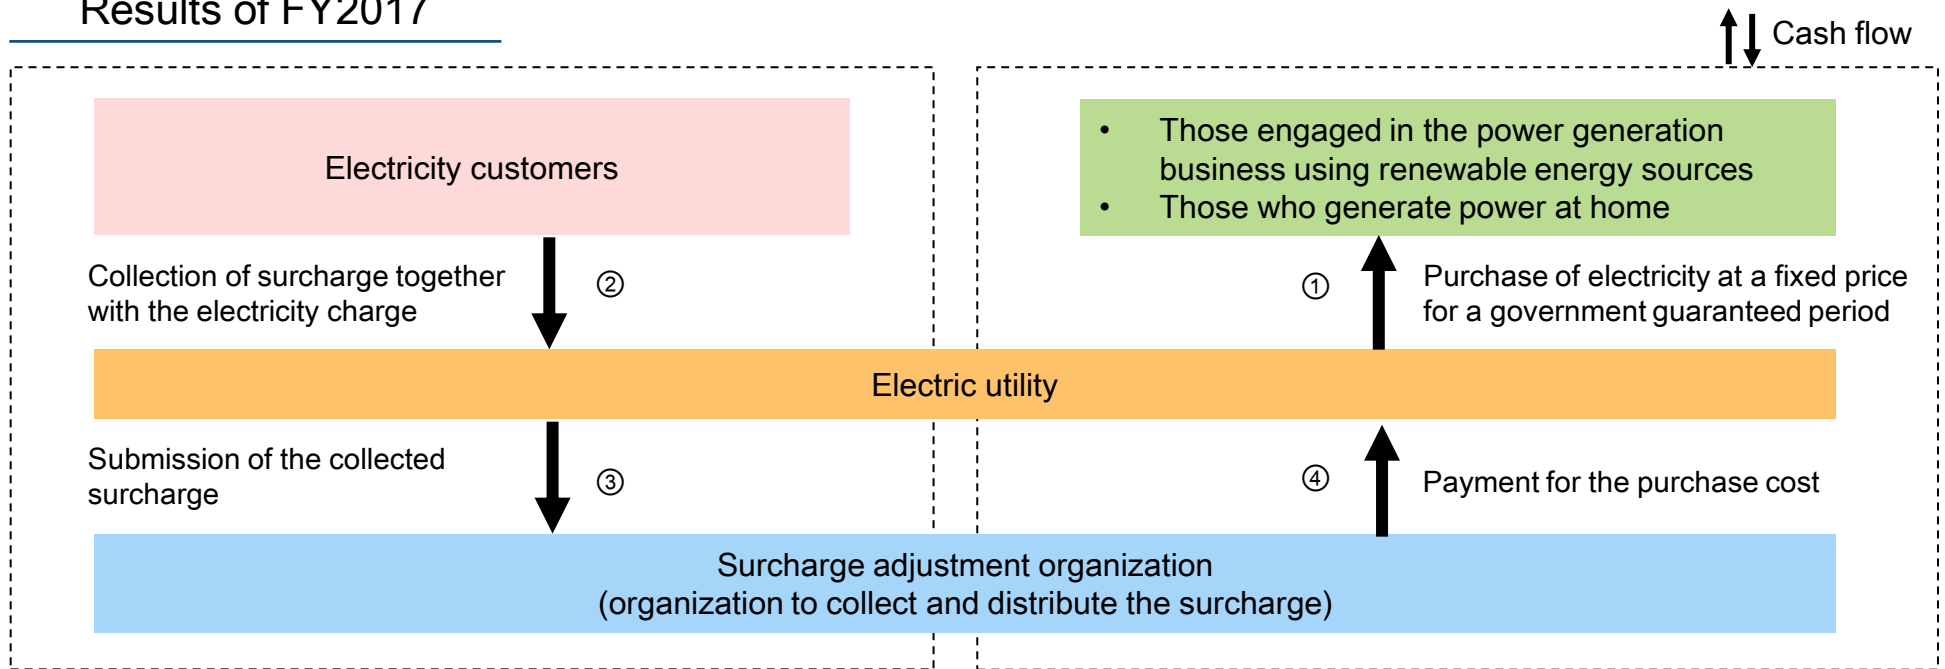 Results of FY2017
Cash flow
Electricity customers
• Those engaged in the power generation
business using renewable energy sources
• Those who generate power at home
Collection of surcharge together
with the electricity charge
②
①
Purchase of electricity at a fixed price
for a government guaranteed period
Electric utility
Submission of the collected
surcharge
③
④
Payment for the purchase cost
Surcharge adjustment organization
(organization to collect and distribute the surcharge)